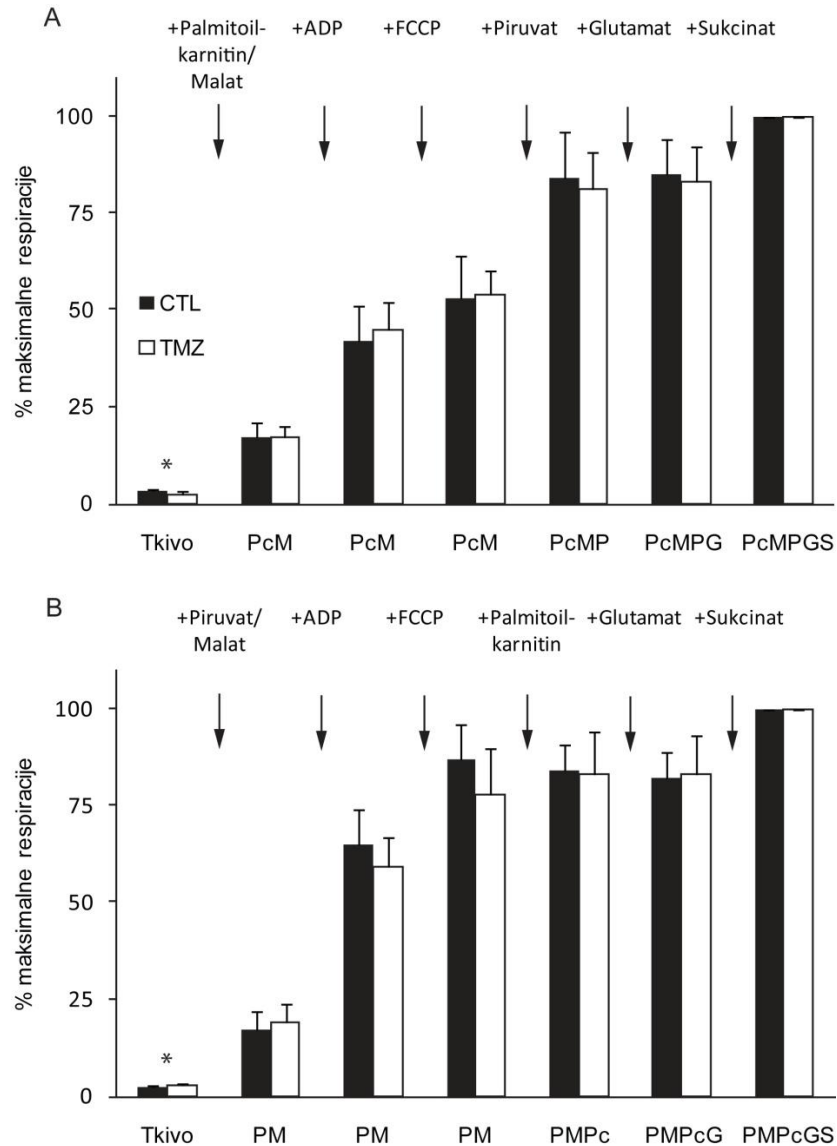 A
+Palmitoil-
karnitin/
Malat
+ADP
+FCCP
+Piruvat
+Glutamat
+Sukcinat
% maksimalne respiracije
100
75
50
25
0
CTL
TMZ
*
Tkivo
PcM
PcM
PcM
PcMP
PcMPG
PcMPGS
B
+Piruvat/
Malat
+ADP
+FCCP
+Palmitoil-
karnitin
+Glutamat
+Sukcinat
% maksimalne respiracije
100
75
50
25
0
*
Tkivo
PM
PM
PM
PMPc
PMPcG
PMPcGS